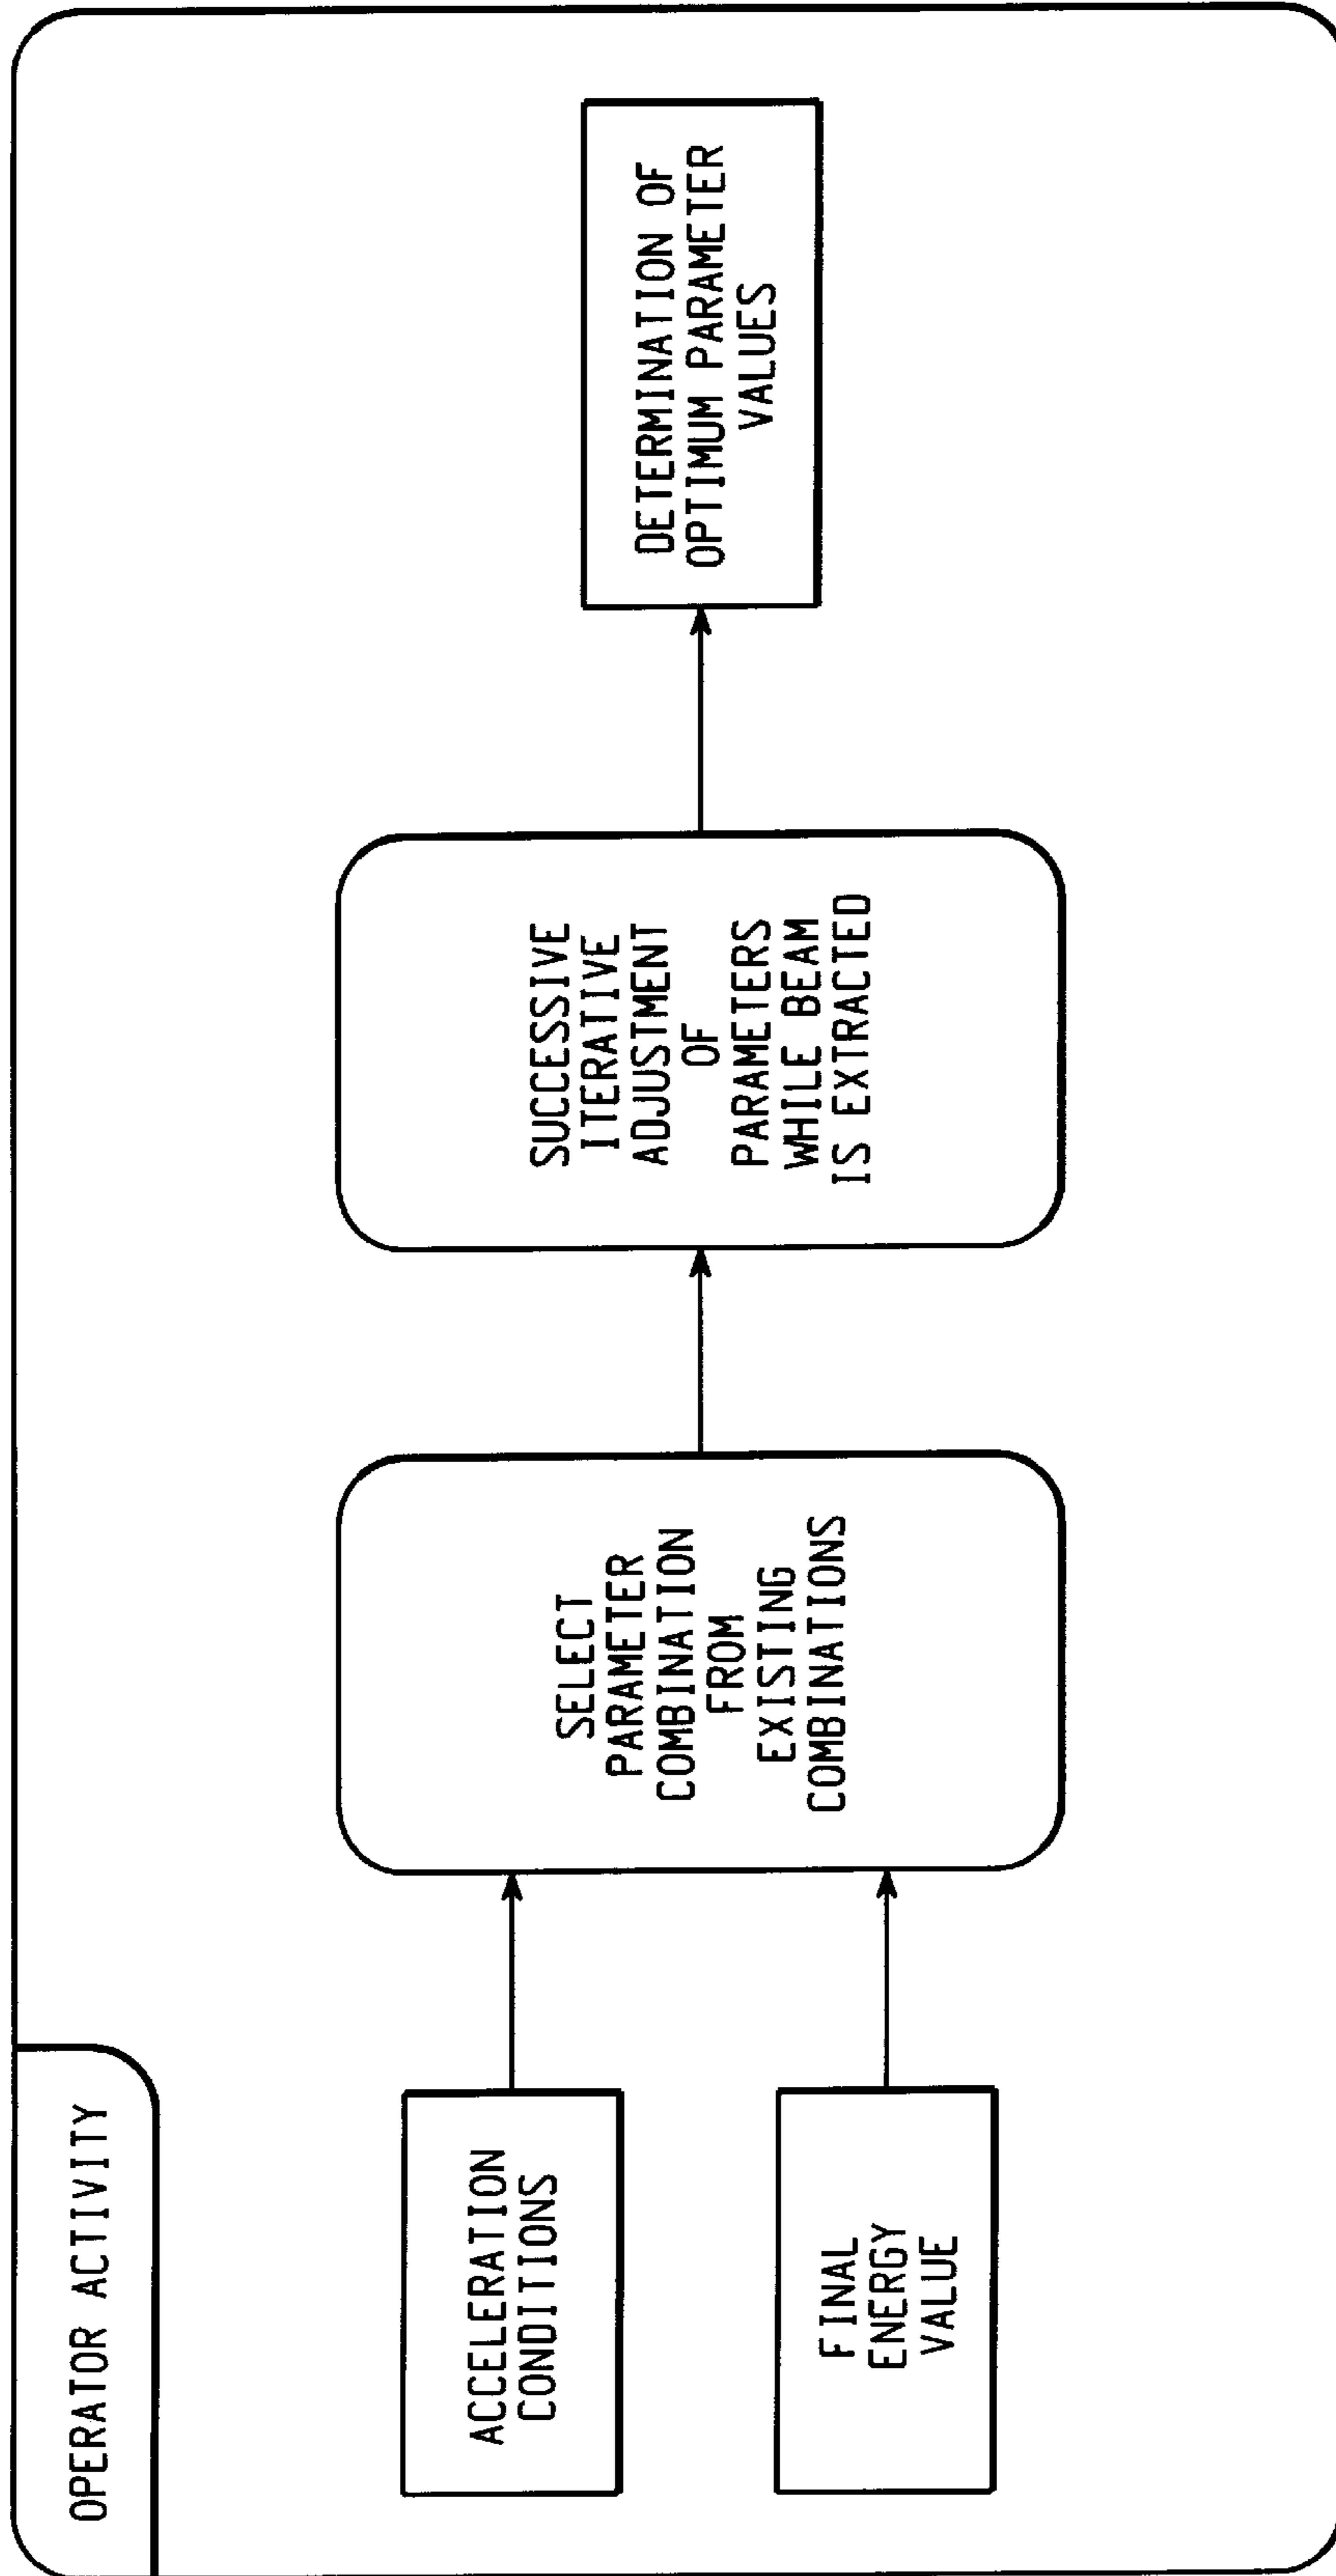 OPERATOR ACTIVITY
ACCELERATION
CONDITIONS
FINAL
ENERGY
VALUE
SELECT
PARAMETER
COMBINATION
FROM
EXISTING
COMBINATIONS
SUCCESSIVE
ITERATIVE
ADJUSTMENT
OF
PARAMETERS
WHILE BEAM
IS EXTRACTED
DETERMINATION OF
OPTIMUM PARAMETER
VALUES